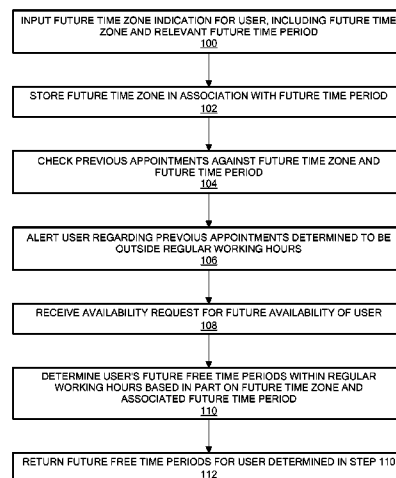 INPUT FUTURE TIME ZONE INDICATION FOR USER, INCLUDING FUTURE TIME
ZONE AND RELEVANT FUTURE TIME PERIOD
100
STORE FUTURE TIME ZONE IN ASSOCIATION WITH FUTURE TIME PERIOD
102
CHECK PREVIOUS APPOINTMENTS AGAINST FUTURE TIME ZONE AND
FUTURE TIME PERIOD
104
ALERT USER REGARDING PREVOIUS APPOINTMENTS DETERMINED TO BE
OUTSIDE REGULAR WORKING HOURS
106
RECEIVE AVAILABILITY REQUEST FOR FUTURE AVAILABILITY OF USER
108
DETERMINE USER'S FUTURE FREE TIME PERIODS WITHIN REGULAR
WORKING HOURS BASED IN PART ON FUTURE TIME ZONE AND
ASSOCIATED FUTURE TIME PERIOD
110
RETURN FUTURE FREE TIME PERIODS FOR USER DETERMINED IN STEP 110
112